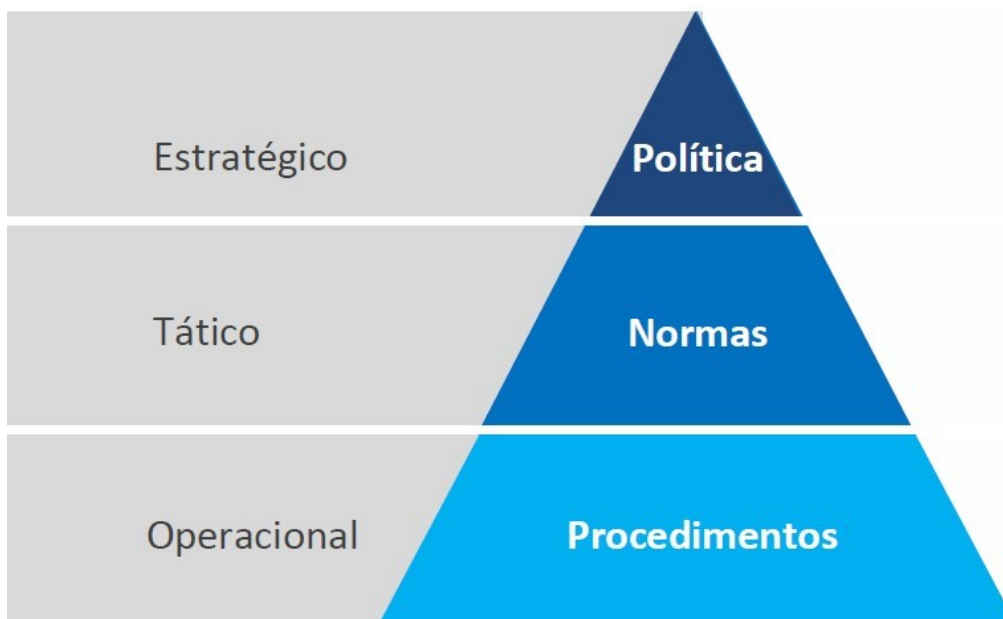 Estratégico
Política
Tático
Normas
Operacional
Procedimentos